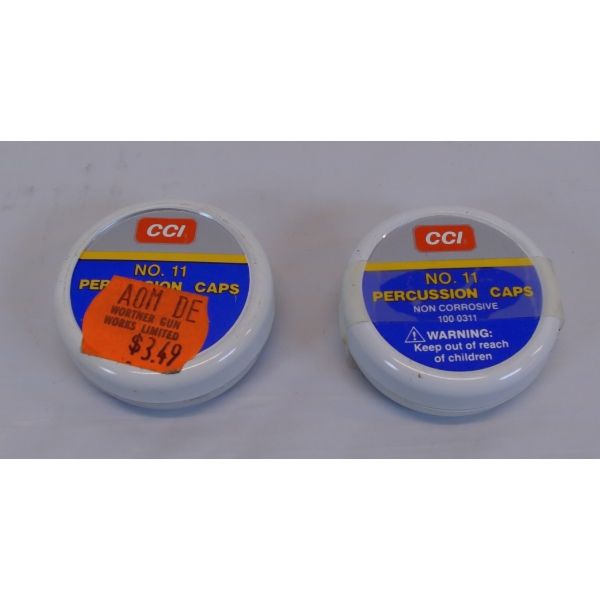 CCI
NO. 11
PERCUSSION CAPS
AOM DE
WORTNER GUN
WORKS LIMITED
$3.49
CCI
NO. 11
PERCUSSION CAPS
NON CORROSIVE
100 0311
WARNING:
Keep out of reach
of children